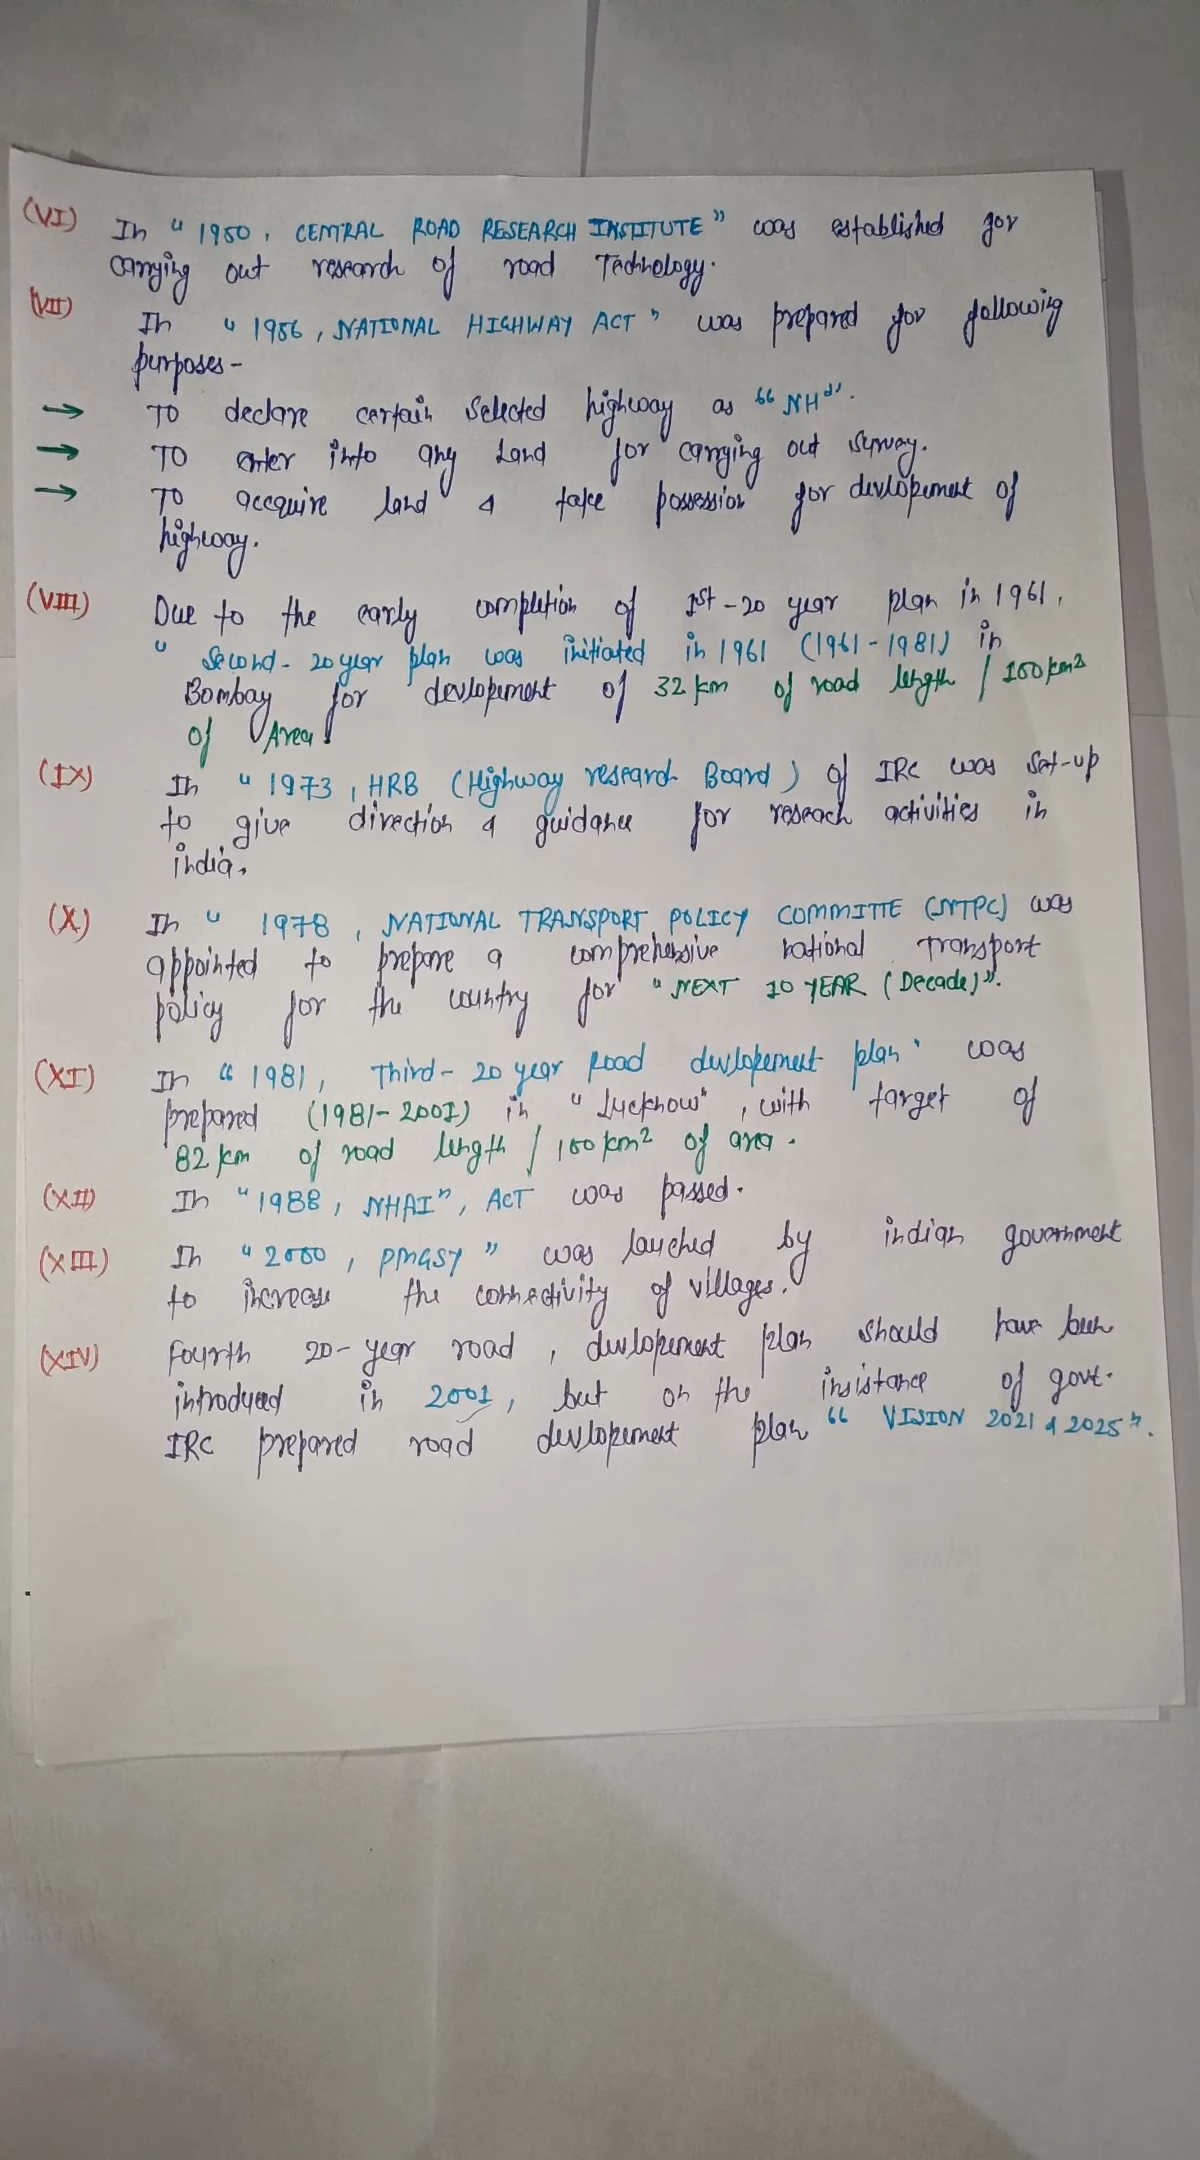 (VI) In "1950, CENTRAL ROAD RESEARCH INSTITUTE" was established for
carrying out research of road Technology.
(VII) In "1956, NATIONAL HIGHWAY ACT" was prepared for following
purposes-
→ TO declare certain selected highway as "NH".
→ TO enter into any Land for carrying out survay.
→ TO accquire land & take possession for devlopement of
highway.
(VIII) Due to the early completion of 1st-20 year plan in 1961,
" Second-20 year plan was initiated in 1961 (1961-1981) in
Bombay for devlopement of 32 km of road length / 100 km²
of Area.
(IX) In "1973, HRB (Highway research Board) of IRC was set-up
to give direction & guidance for reseach activities in
india.
(X) In " 1978, NATIONAL TRANSPORT POLICY COMMITTE (NTPC) was
appointed to prepare a comprehensive national Transport
policy for the country for "NEXT 10 YEAR (Decade)".
(XI) In "1981, Third-20 year Road devlopement plan" was
prepared (1981-2001) in "Lucknow", with target of
82 km of road length / 100 km² of area.
(XII) In "1988, NHAI", ACT was passed.
(XIII) In "2000, PMGSY" was lauched by indian government
to increase the connectivity of villages.
(XIV) Fourth 20-year road, devlopement plan should have been
introduced in 2001, but on the insistance of govt.
IRC prepared road devlopement plan "VISION 2021 & 2025".